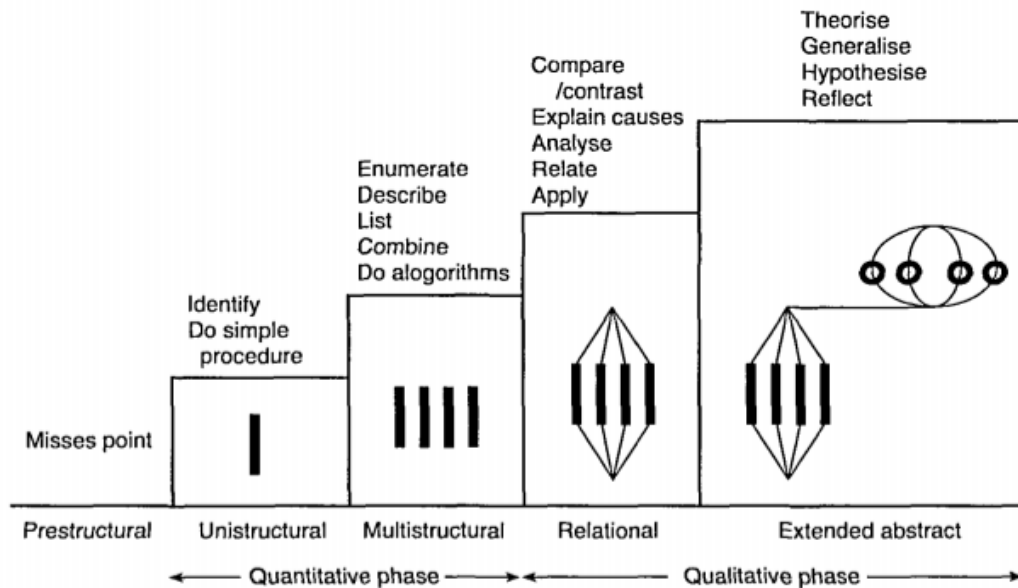 Theorise
Generalise
Hypothesise
Reflect
Compare
/contrast
Explain causes
Analyse
Relate
Apply
Enumerate
Describe
List
Combine
Do alogorithms
Identify
Do simple
procedure
Misses point
Prestructural
Unistructural
Multistructural
Relational
Extended abstract
Quantitative phase
Qualitative phase